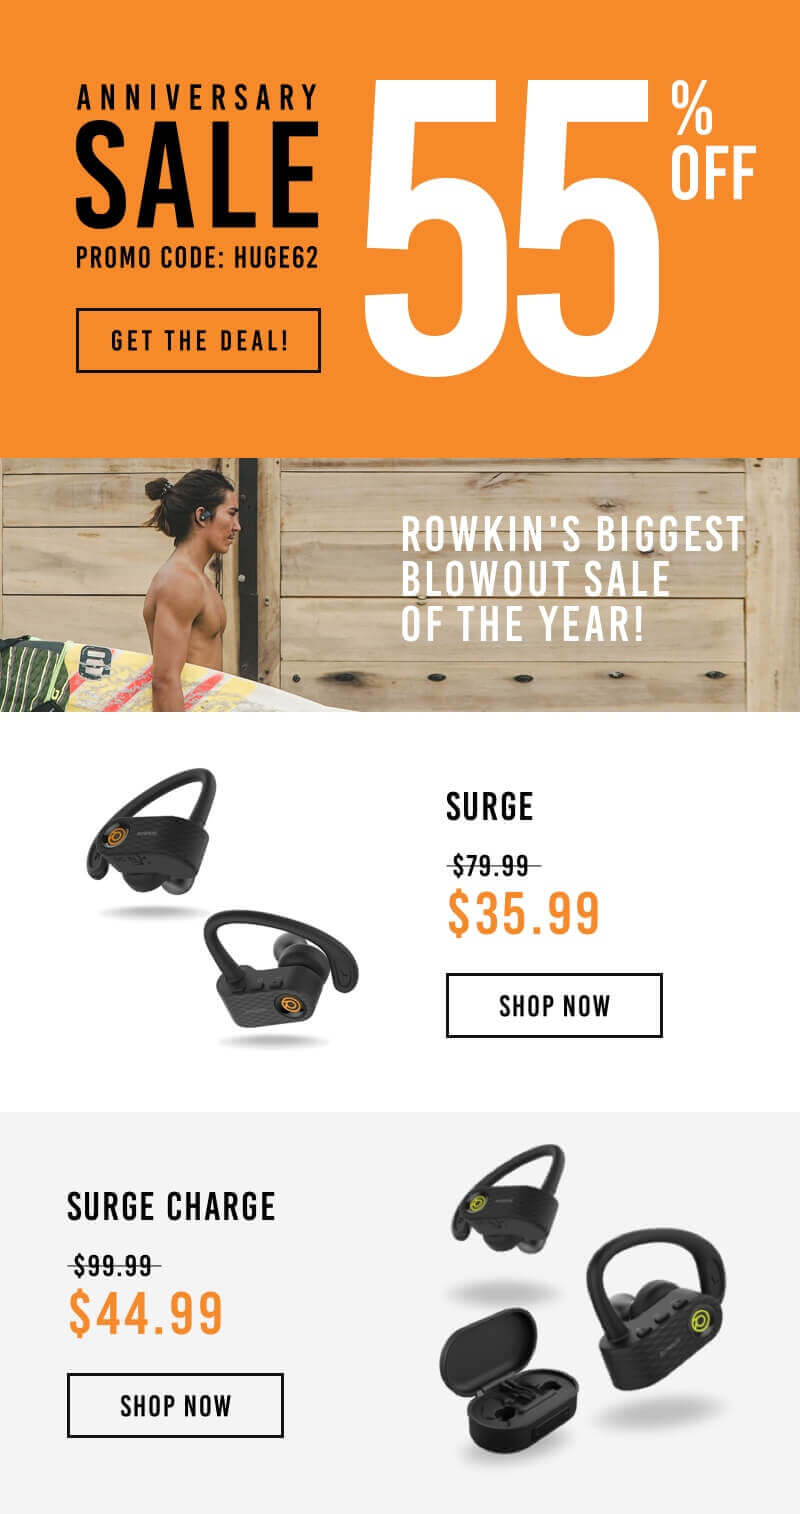 ANNIVERSARY
SALE
PROMO CODE: HUGE62
GET THE DEAL!
55
%
OFF
ROWKIN'S BIGGEST
BLOWOUT SALE
OF THE YEAR!
SURGE
$79.99
$35.99
SHOP NOW
SURGE CHARGE
$99.99
$44.99
SHOP NOW